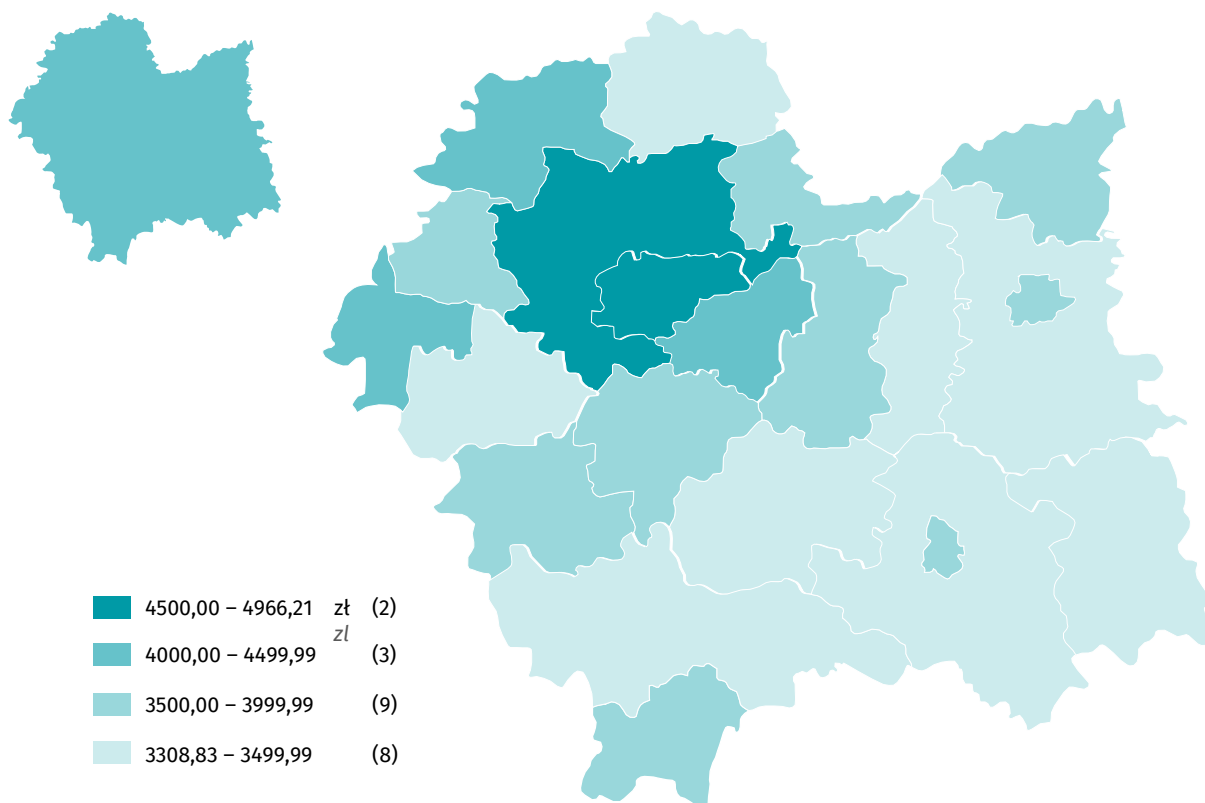 4500,00 – 4966,21 zł (2)
zl
4000,00 – 4499,99 (3)
3500,00 – 3999,99 (9)
3308,83 – 3499,99 (8)